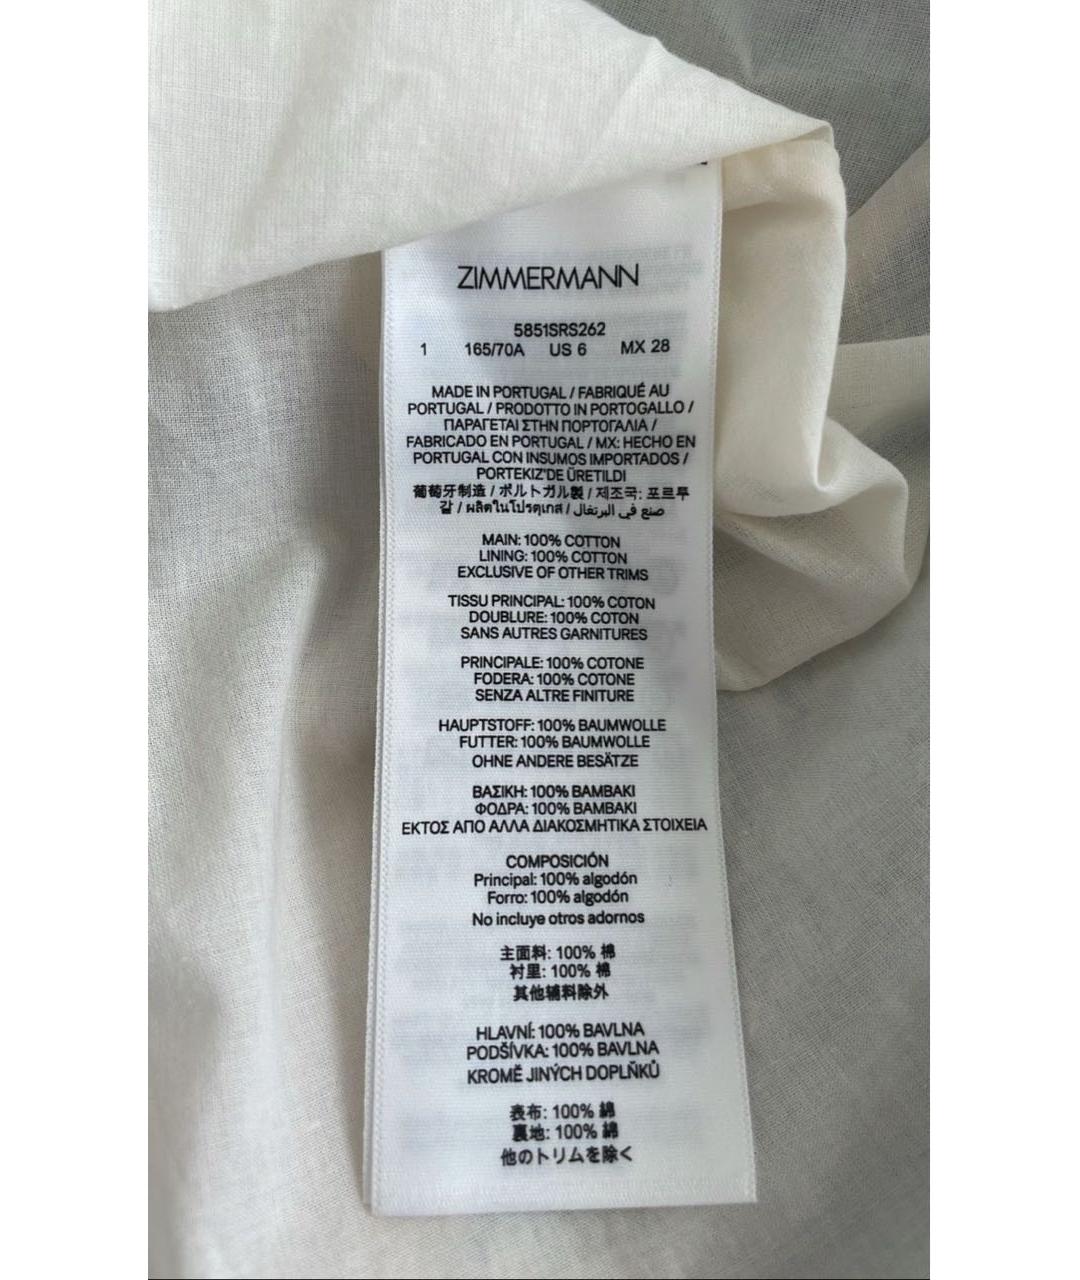 ZIMMERMANN
5851SRS262
1 165/70A US 6 MX 28
MADE IN PORTUGAL / FABRIQUÉ AU
PORTUGAL / PRODOTTO IN PORTOGALLO /
ΠΑΡΑΓΕΤΑΙ ΣΤΗΝ ΠΟΡΤΟΓΑΛΙΑ /
FABRICADO EN PORTUGAL / MX: HECHO EN
PORTUGAL CON INSUMOS IMPORTADOS /
PORTEKIZ'DE ÜRETILDI
葡萄牙制造 / ポルトガル製 / 제조국: 포르투
갈 / ผลิตในโปรตุเกส / صنع في البرتغال
MAIN: 100% COTTON
LINING: 100% COTTON
EXCLUSIVE OF OTHER TRIMS
TISSU PRINCIPAL: 100% COTON
DOUBLURE: 100% COTON
SANS AUTRES GARNITURES
PRINCIPALE: 100% COTONE
FODERA: 100% COTONE
SENZA ALTRE FINITURE
HAUPTSTOFF: 100% BAUMWOLLE
FUTTER: 100% BAUMWOLLE
OHNE ANDERE BESÄTZE
ΒΑΣΙΚΗ: 100% ΒΑΜΒΑΚΙ
ΦΟΔΡΑ: 100% ΒΑΜΒΑΚΙ
ΕΚΤΟΣ ΑΠΟ ΑΛΛΑ ΔΙΑΚΟΣΜΗΤΙΚΑ ΣΤΟΙΧΕΙΑ
COMPOSICIÓN
Principal: 100% algodón
Forro: 100% algodón
No incluye otros adornos
主面料: 100% 棉
衬里: 100% 棉
其他辅料除外
HLAVNÍ: 100% BAVLNA
PODŠÍVKA: 100% BAVLNA
KROMĚ JINÝCH DOPLŇKŮ
表布: 100% 綿
裏地: 100% 綿
他のトリムを除く